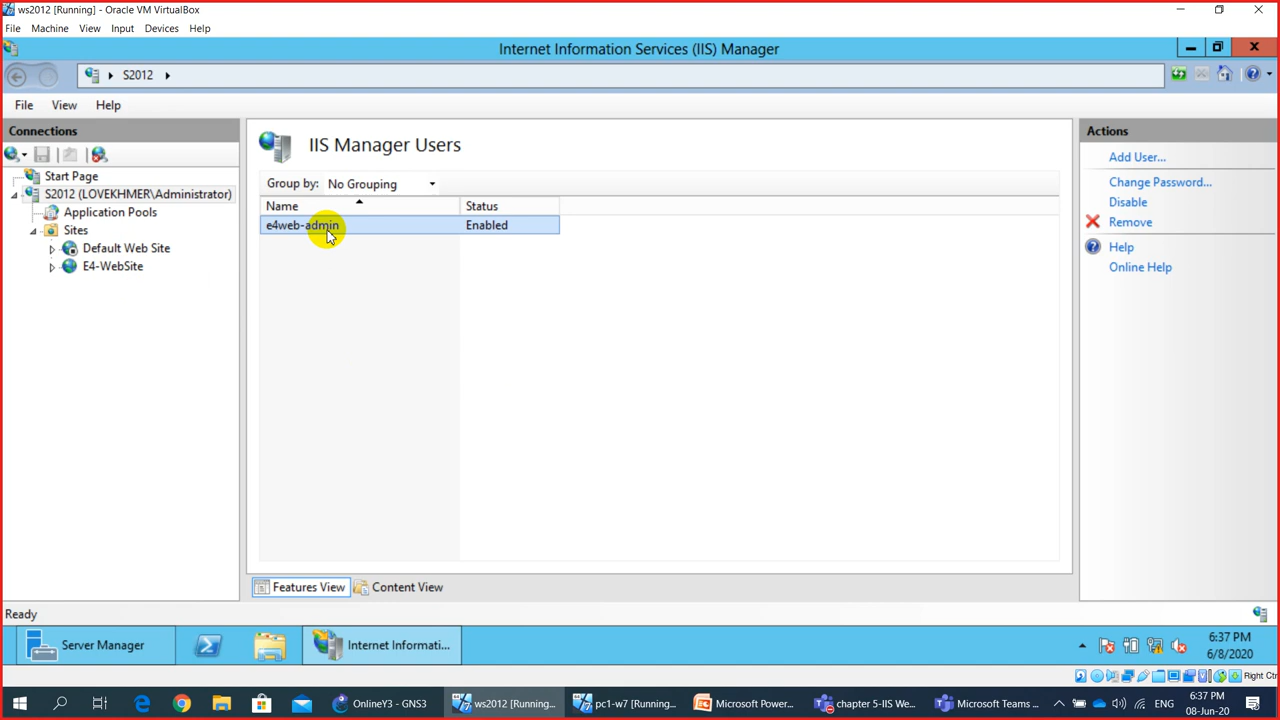 ws2012 [Running] - Oracle VM VirtualBox
File Machine View Input Devices Help
Internet Information Services (IIS) Manager
S2012
File View Help
Connections
Start Page
S2012 (LOVEKHMER\Administrator)
Application Pools
Sites
Default Web Site
E4-WebSite
IIS Manager Users
Group by: No Grouping
Name Status
e4web-admin Enabled
Features View Content View
Actions
Add User...
Change Password...
Disable
Remove
Help
Online Help
Ready
Server Manager
Internet Informati...
6:37 PM
6/8/2020
Right Ctr
OnlineY3 - GNS3
ws2012 [Running...
pc1-w7 [Running...
Microsoft Power...
chapter 5-IIS We...
Microsoft Teams ...
ENG
6:37 PM
08-Jun-20